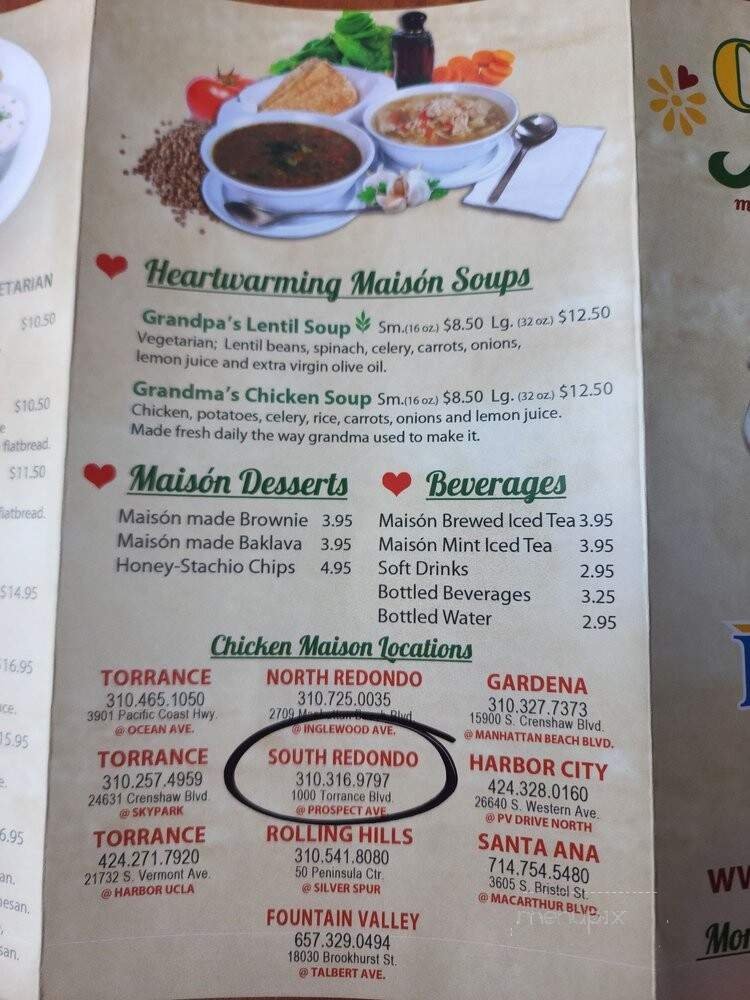 ETARIAN
$10.50
$10.50
flatbread.
$11.50
flatbread.
$14.95
16.95
15.95
6.95
Heartwarming Maisón Soups
Grandpa's Lentil Soup Sm.(16 oz.) $8.50 Lg. (32 oz.) $12.50
Vegetarian; Lentil beans, spinach, celery, carrots, onions,
lemon juice and extra virgin olive oil.
Grandma's Chicken Soup Sm.(16 oz.) $8.50 Lg. (32 oz.) $12.50
Chicken, potatoes, celery, rice, carrots, onions and lemon juice.
Made fresh daily the way grandma used to make it.
Maisón Desserts
Maisón made Brownie 3.95
Maisón made Baklava 3.95
Honey-Stachio Chips 4.95
Beverages
Maisón Brewed Iced Tea 3.95
Maisón Mint Iced Tea 3.95
Soft Drinks 2.95
Bottled Beverages 3.25
Bottled Water 2.95
Chicken Maison Locations
TORRANCE
310.465.1050
3901 Pacific Coast Hwy.
@ OCEAN AVE.
NORTH REDONDO
310.725.0035
2709 Manhattan Beach Blvd.
@ INGLEWOOD AVE.
GARDENA
310.327.7373
15900 S. Crenshaw Blvd.
@ MANHATTAN BEACH BLVD.
TORRANCE
310.257.4959
24631 Crenshaw Blvd.
@ SKYPARK
SOUTH REDONDO
310.316.9797
1000 Torrance Blvd.
@ PROSPECT AVE
HARBOR CITY
424.328.0160
26640 S. Western Ave.
@ PV DRIVE NORTH
TORRANCE
424.271.7920
21732 S. Vermont Ave.
@ HARBOR UCLA
ROLLING HILLS
310.541.8080
50 Peninsula Ctr.
@ SILVER SPUR
SANTA ANA
714.754.5480
3605 S. Bristol St.
@ MACARTHUR BLVD.
FOUNTAIN VALLEY
657.329.0494
18030 Brookhurst St.
@ TALBERT AVE.
menupix
Mon